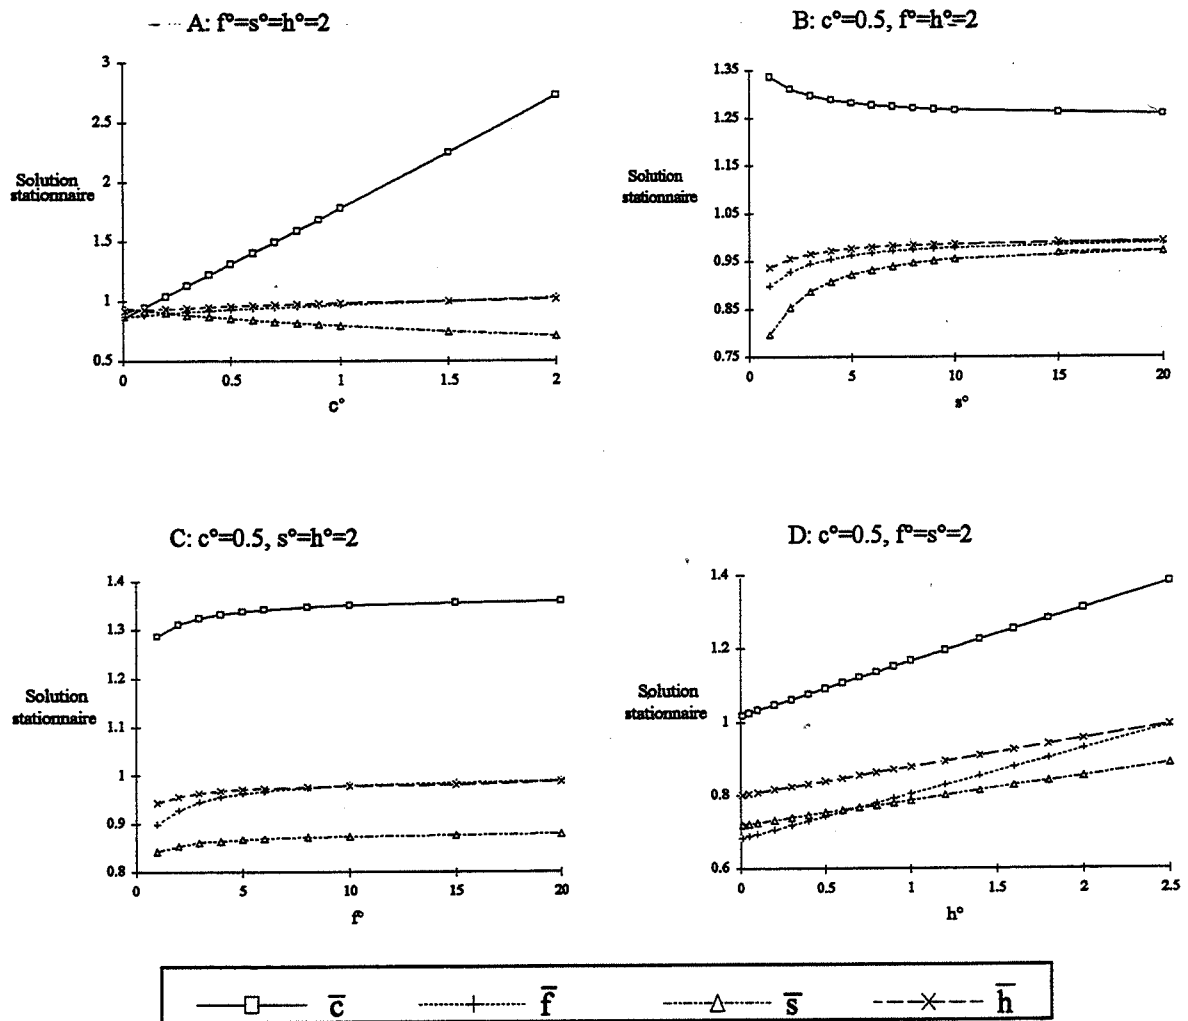 A: f°=s°=h°=2
3
2.5
Solution
stationnaire
2
1.5
1
0.5
0
0.5
1
1.5
2
c°
B: c°=0.5, f°=h°=2
1.35
1.25
1.15
Solution
stationnaire
1.05
0.95
0.85
0.75
0
5
10
15
20
s°
C: c°=0.5, s°=h°=2
1.4
1.3
1.2
Solution
stationnaire
1.1
1
0.9
0.8
0
5
10
15
20
f°
D: c°=0.5, f°=s°=2
1.4
1.2
Solution
stationnaire
1
0.8
0.6
0
0.5
1
1.5
2
2.5
h°
c̅ f̅ s̅ h̅